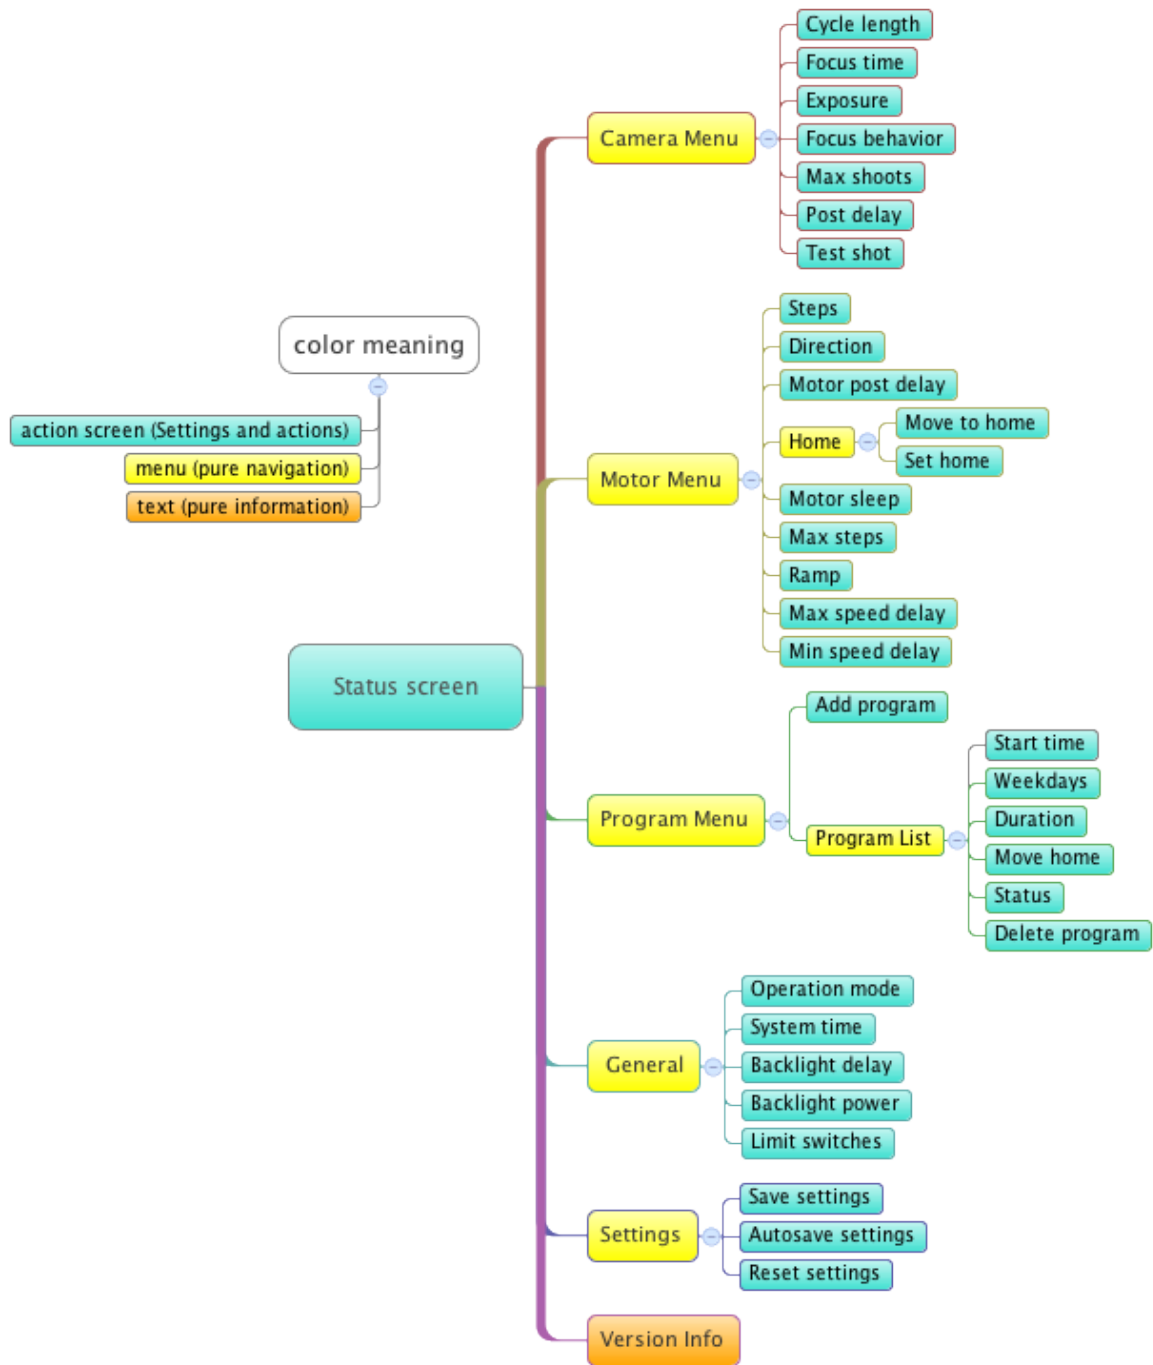 Cycle length
Focus time
Exposure
Camera Menu
Focus behavior
Max shoots
Post delay
Test shot
color meaning
action screen (Settings and actions)
menu (pure navigation)
text (pure information)
Steps
Direction
Motor post delay
Home
Move to home
Set home
Motor Menu
Motor sleep
Max steps
Ramp
Max speed delay
Min speed delay
Status screen
Add program
Program Menu
Program List
Start time
Weekdays
Duration
Move home
Status
Delete program
Operation mode
System time
General
Backlight delay
Backlight power
Limit switches
Save settings
Settings
Autosave settings
Reset settings
Version Info